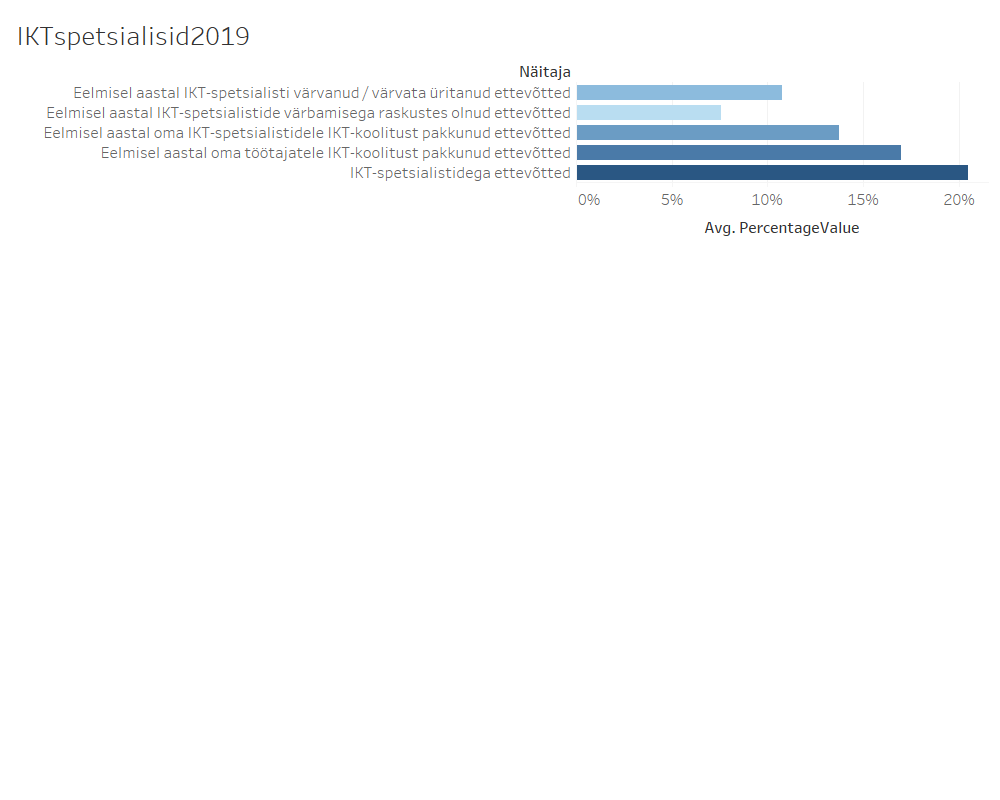 IKTspetsialisid2019
Näitaja
Eelmisel aastal IKT-spetsialisti värvanud / värvata üritanud ettevõtted
Eelmisel aastal IKT-spetsialistide värbamisega raskustes olnud ettevõtted
Eelmisel aastal oma IKT-spetsialistidele IKT-koolitust pakkunud ettevõtted
Eelmisel aastal oma töötajatele IKT-koolitust pakkunud ettevõtted
IKT-spetsialistidega ettevõtted
0% 5% 10% 15% 20%
Avg. PercentageValue